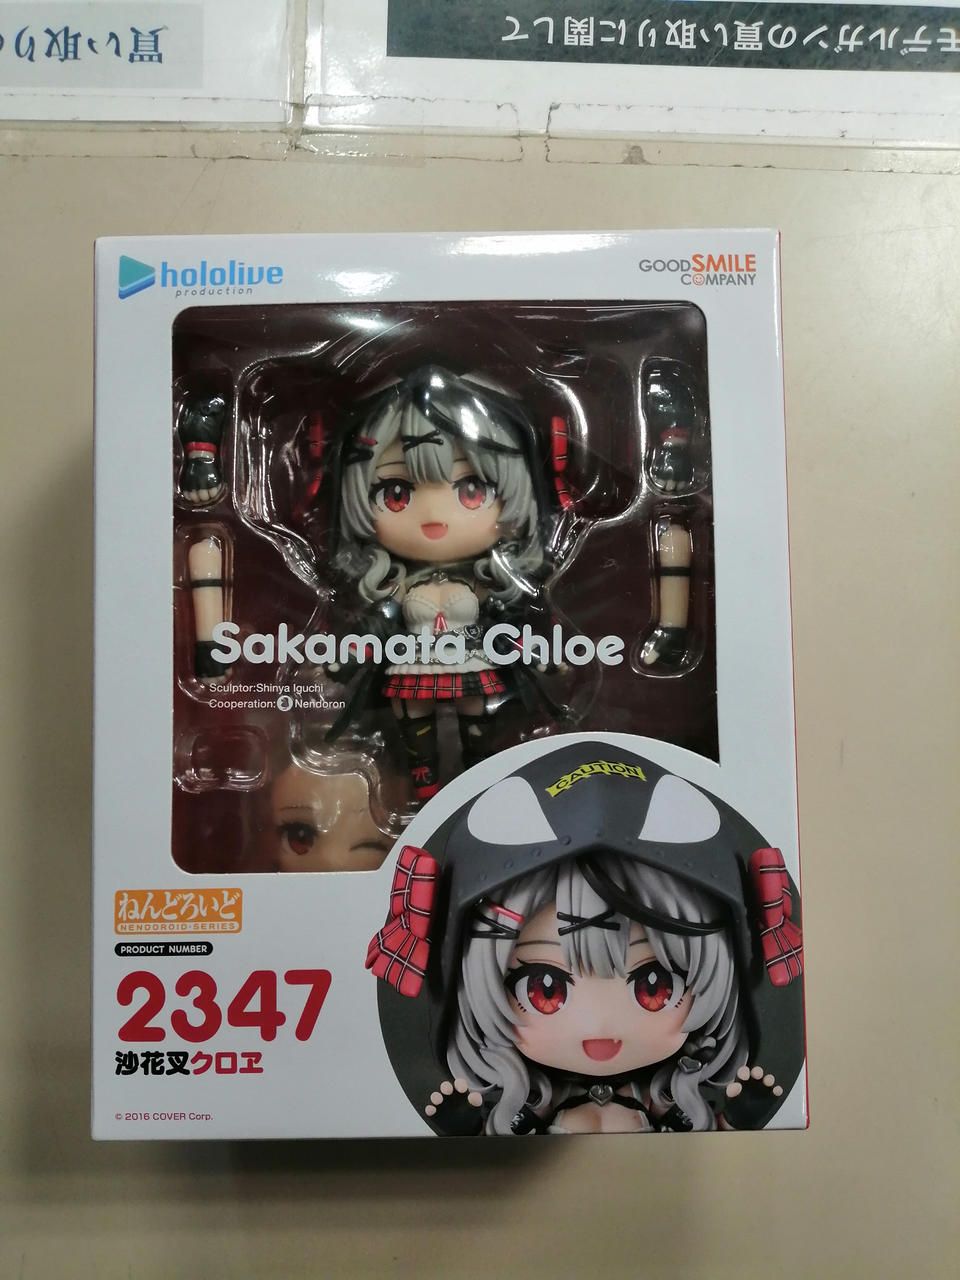 買い取りの
モデルガンの買い取りに関して
hololive
production
GOODSMILE
COMPANY
Sakamata Chloe
Sculptor:Shinya Iguchi
Cooperation: Nendoron
CAUTION
ねんどろいど
NENDOROID·SERIES
PRODUCT NUMBER
2347
沙花叉クロヱ
© 2016 COVER Corp.